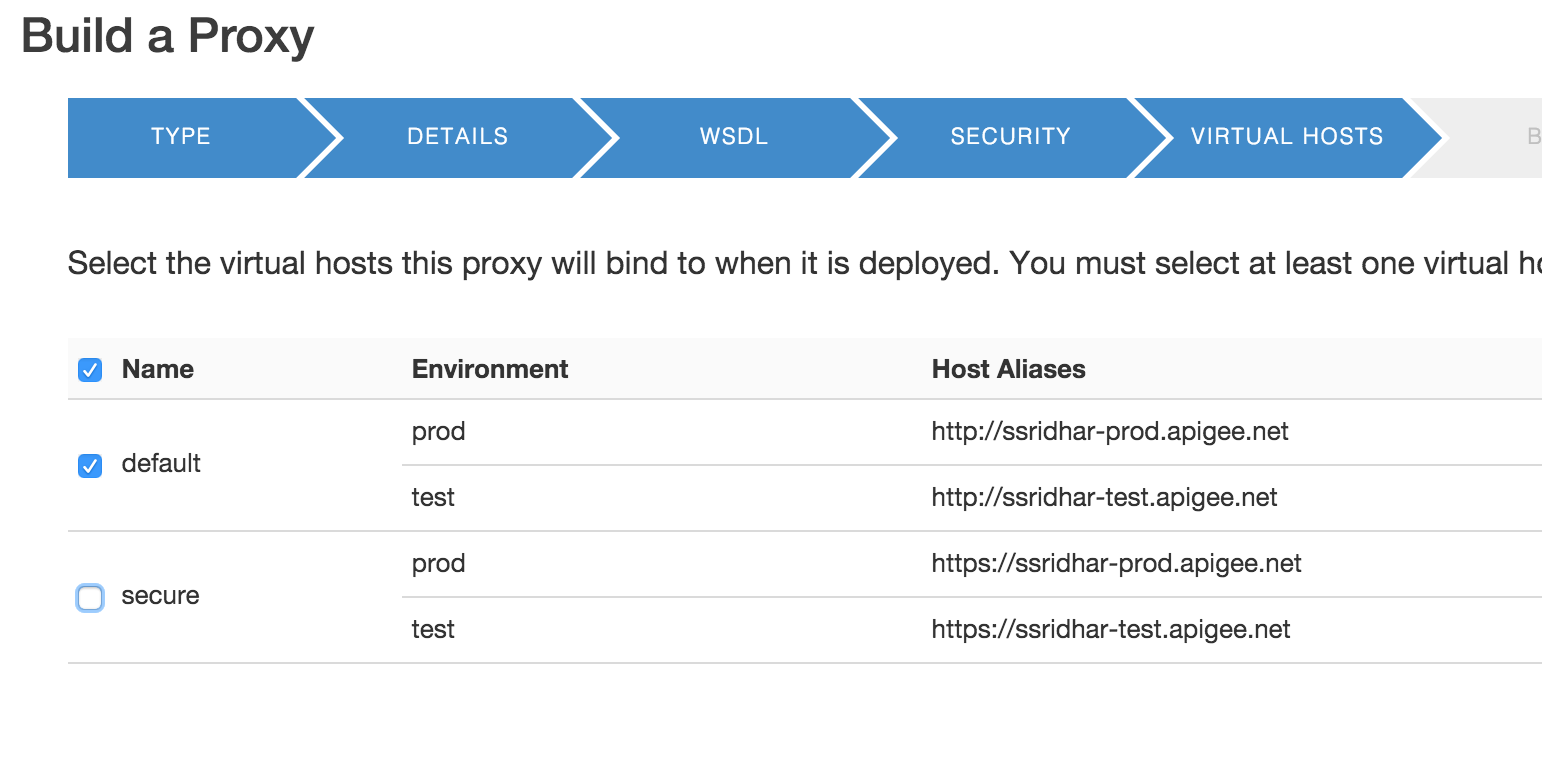 Build a Proxy
TYPE DETAILS WSDL SECURITY VIRTUAL HOSTS
Select the virtual hosts this proxy will bind to when it is deployed. You must select at least one virtual
Name Environment Host Aliases
prod http://ssridhar-prod.apigee.net
default
test http://ssridhar-test.apigee.net
prod https://ssridhar-prod.apigee.net
secure
test https://ssridhar-test.apigee.net